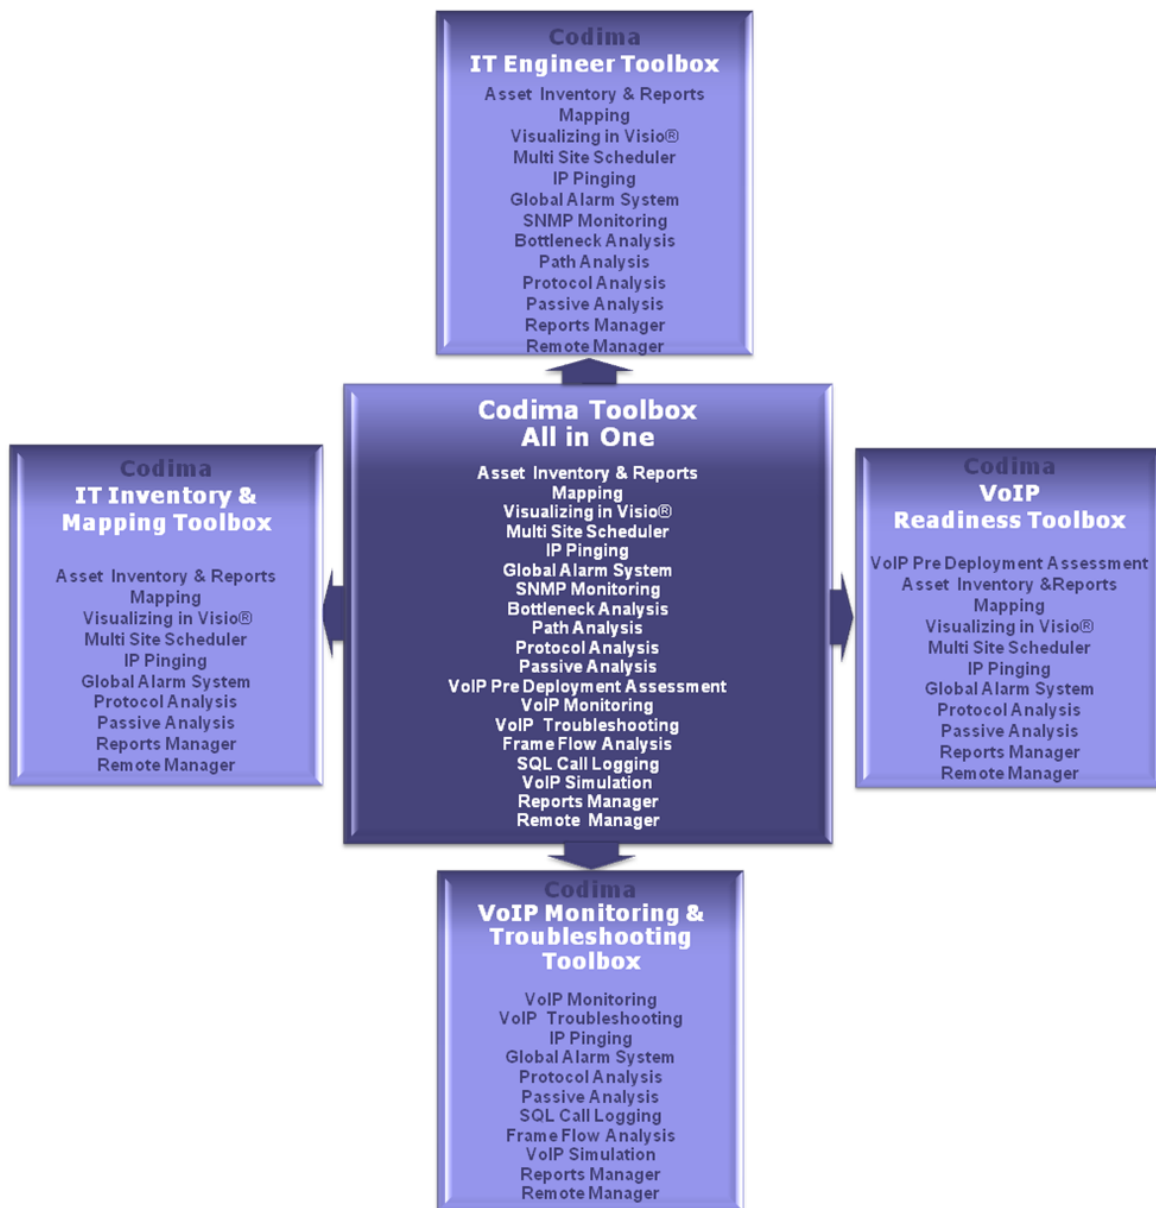 Codima
IT Engineer Toolbox
Asset Inventory & Reports
Mapping
Visualizing in Visio®
Multi Site Scheduler
IP Pinging
Global Alarm System
SNMP Monitoring
Bottleneck Analysis
Path Analysis
Protocol Analysis
Passive Analysis
Reports Manager
Remote Manager
Codima
IT Inventory &
Mapping Toolbox
Asset Inventory & Reports
Mapping
Visualizing in Visio®
Multi Site Scheduler
IP Pinging
Global Alarm System
Protocol Analysis
Passive Analysis
Reports Manager
Remote Manager
Codima Toolbox
All in One
Asset Inventory & Reports
Mapping
Visualizing in Visio®
Multi Site Scheduler
IP Pinging
Global Alarm System
SNMP Monitoring
Bottleneck Analysis
Path Analysis
Protocol Analysis
Passive Analysis
VoIP Pre Deployment Assessment
VoIP Monitoring
VoIP Troubleshooting
Frame Flow Analysis
SQL Call Logging
VoIP Simulation
Reports Manager
Remote Manager
Codima
VoIP
Readiness Toolbox
VoIP Pre Deployment Assessment
Asset Inventory &Reports
Mapping
Visualizing in Visio®
Multi Site Scheduler
IP Pinging
Global Alarm System
Protocol Analysis
Passive Analysis
Reports Manager
Remote Manager
Codima
VoIP Monitoring &
Troubleshooting
Toolbox
VoIP Monitoring
VoIP Troubleshooting
IP Pinging
Global Alarm System
Protocol Analysis
Passive Analysis
SQL Call Logging
Frame Flow Analysis
VoIP Simulation
Reports Manager
Remote Manager